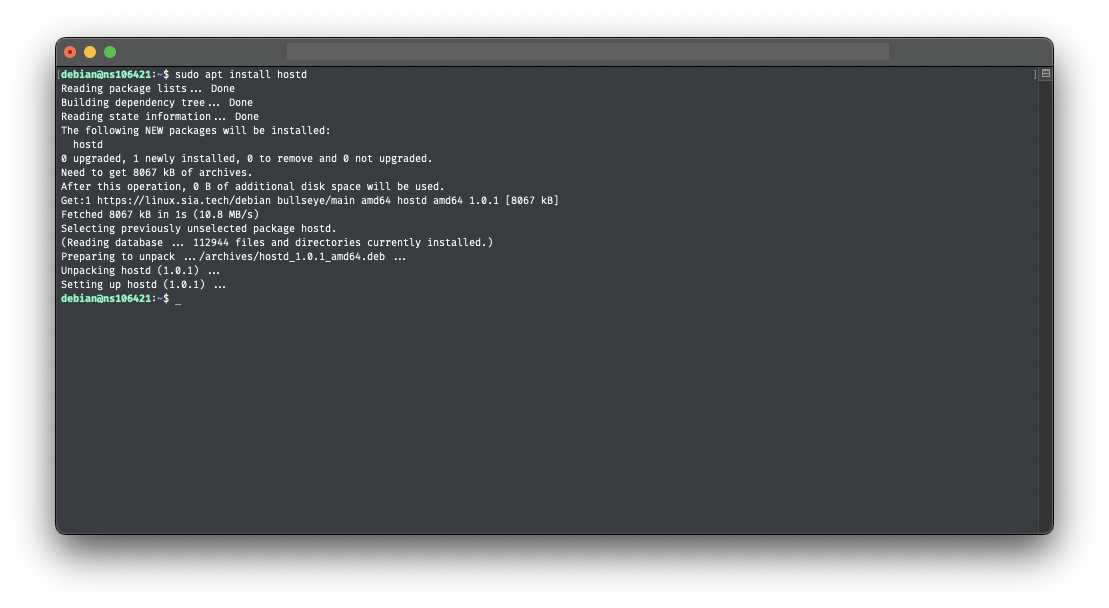 [debian@ns106421:~$ sudo apt install hostd ]
Reading package lists... Done
Building dependency tree... Done
Reading state information... Done
The following NEW packages will be installed:
  hostd
0 upgraded, 1 newly installed, 0 to remove and 0 not upgraded.
Need to get 8067 kB of archives.
After this operation, 0 B of additional disk space will be used.
Get:1 https://linux.sia.tech/debian bullseye/main amd64 hostd amd64 1.0.1 [8067 kB]
Fetched 8067 kB in 1s (10.8 MB/s)
Selecting previously unselected package hostd.
(Reading database ... 112944 files and directories currently installed.)
Preparing to unpack .../archives/hostd_1.0.1_amd64.deb ...
Unpacking hostd (1.0.1) ...
Setting up hostd (1.0.1) ...
debian@ns106421:~$ _